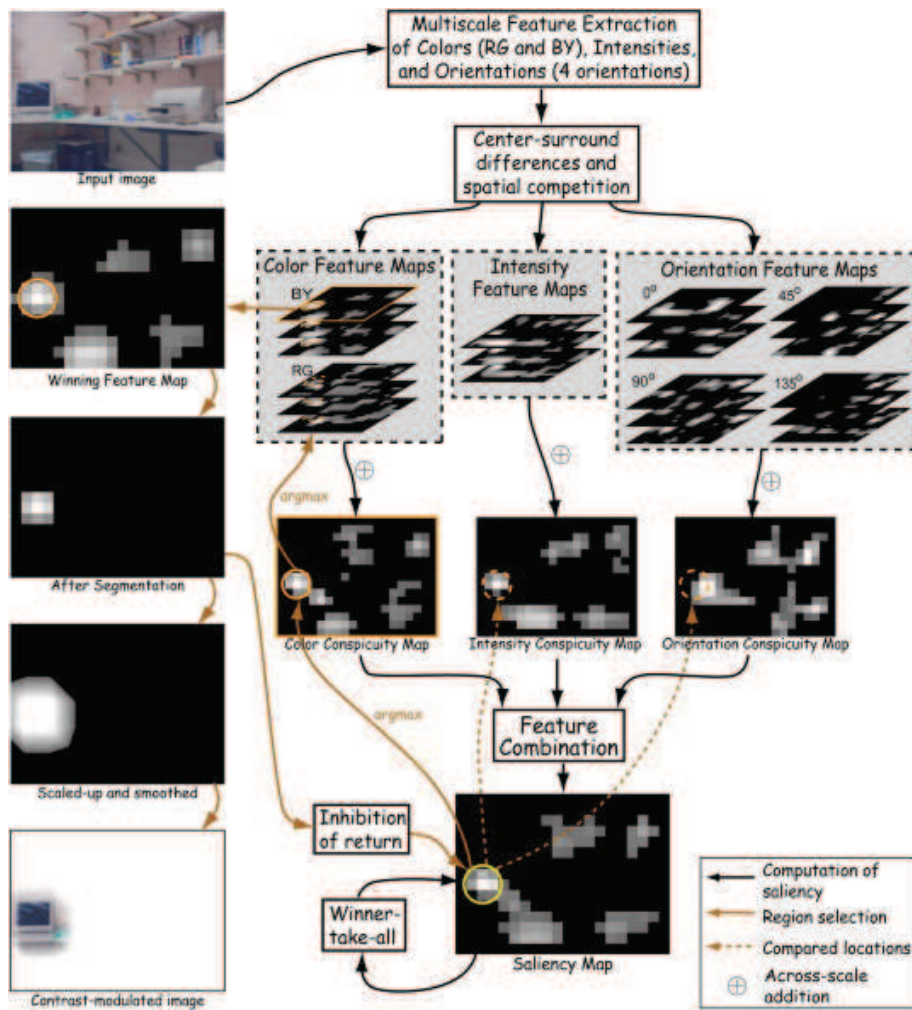 Multiscale Feature Extraction
of Colors (RG and BY), Intensities,
and Orientations (4 orientations)
Input image
Center-surround
differences and
spatial competition
Color Feature Maps
BY
RG
Intensity
Feature Maps
Orientation Feature Maps
0°
45°
90°
135°
Winning Feature Map
argmax
After Segmentation
Color Conspicuity Map
Intensity Conspicuity Map
Orientation Conspicuity Map
argmax
Feature
Combination
Scaled-up and smoothed
Inhibition
of return
Winner-
take-all
Saliency Map
Contrast-modulated image
Computation of
saliency
Region selection
Compared locations
Across-scale
addition